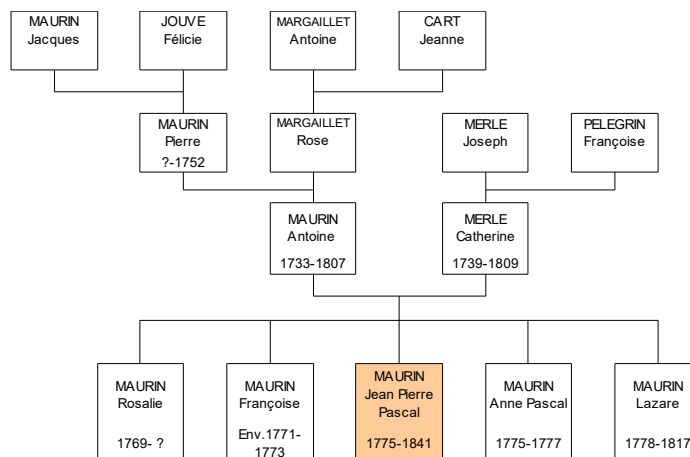 MAURIN
Jacques
JOUVE
Félicie
MARGAILLET
Antoine
CART
Jeanne
MAURIN
Pierre
?-1752
MARGAILLET
Rose
MERLE
Joseph
PELEGRIN
Françoise
MAURIN
Antoine
1733-1807
MERLE
Catherine
1739-1809
MAURIN
Rosalie
1769- ?
MAURIN
Françoise
Env.1771-
1773
MAURIN
Jean Pierre
Pascal
1775-1841
MAURIN
Anne Pascal
1775-1777
MAURIN
Lazare
1778-1817